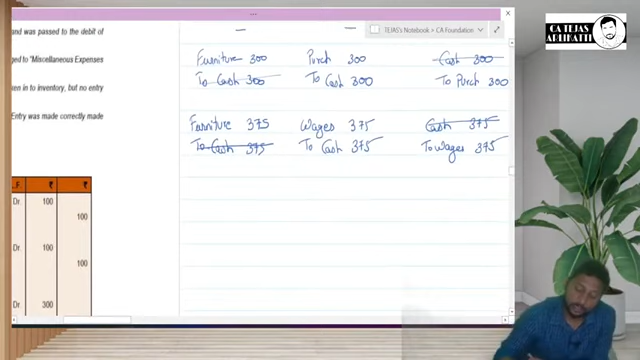 TEJAS's Notebook > CA Foundation
CA TEJAS
ARLIKATTI
and was passed to the debit of
ged to "Miscellaneous Expenses
en in to inventory, but no entry
Entry was made correctly made
Furniture 300 Purch 300 Cash 300
To Cash 300 To Cash 300 To Purch 300
Furniture 375 Wages 375 Cash 375
To Cash 375 To Cash 375 To Wages 375
₹ ₹
Dr. 100
100
Dr. 100
100
Dr. 300